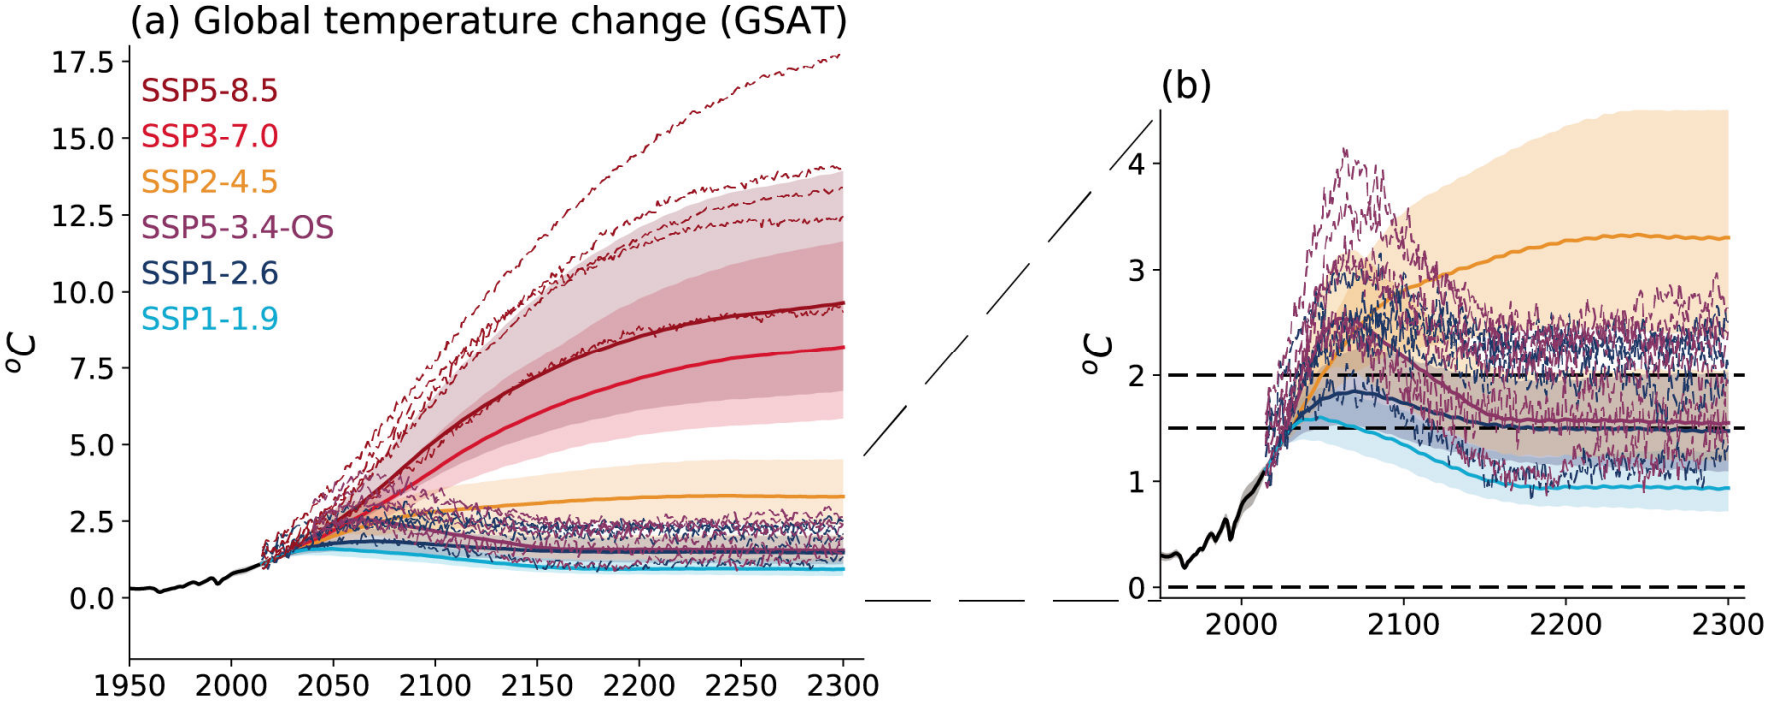 (a) Global temperature change (GSAT)
17.5
15.0
12.5
10.0
7.5
5.0
2.5
0.0
°C
SSP5-8.5
SSP3-7.0
SSP2-4.5
SSP5-3.4-OS
SSP1-2.6
SSP1-1.9
1950 2000 2050 2100 2150 2200 2250 2300
(b)
4
3
2
1
0
°C
2000 2100 2200 2300